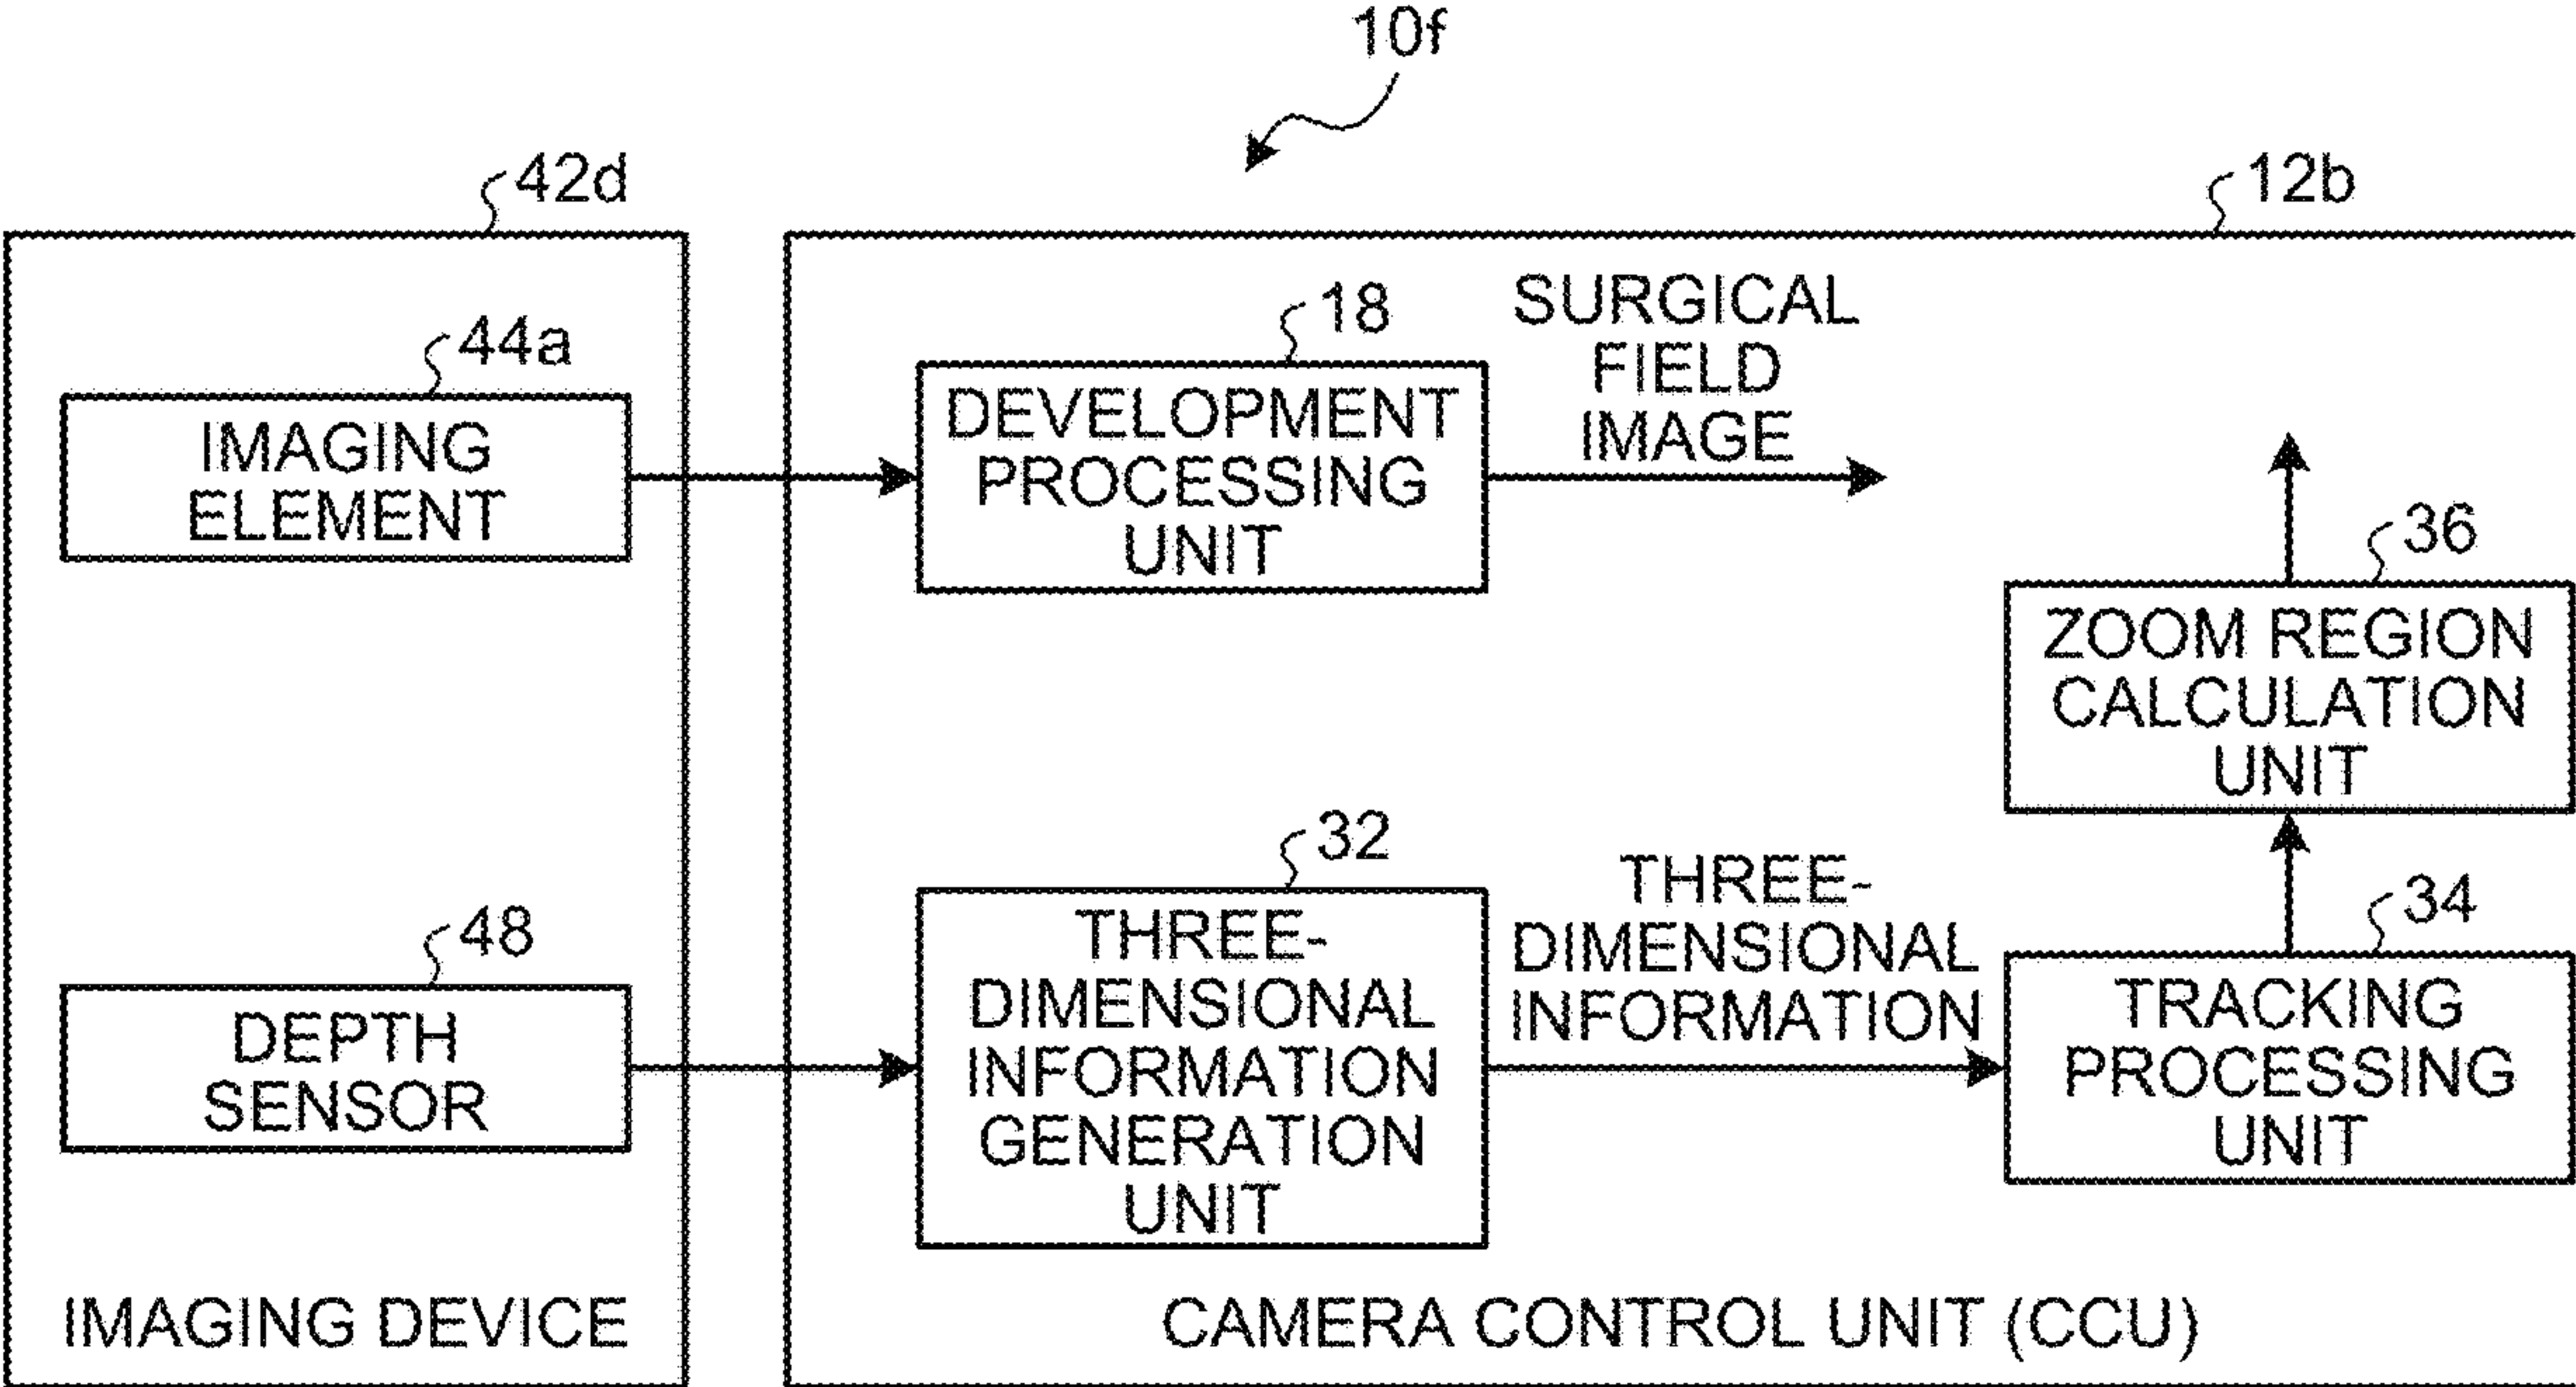 10f
42d
12b
44a
IMAGING
ELEMENT
18
DEVELOPMENT
PROCESSING
UNIT
SURGICAL
FIELD
IMAGE
36
ZOOM REGION
CALCULATION
UNIT
48
DEPTH
SENSOR
32
THREE-
DIMENSIONAL
INFORMATION
GENERATION
UNIT
THREE-
DIMENSIONAL
INFORMATION
34
TRACKING
PROCESSING
UNIT
IMAGING DEVICE
CAMERA CONTROL UNIT (CCU)